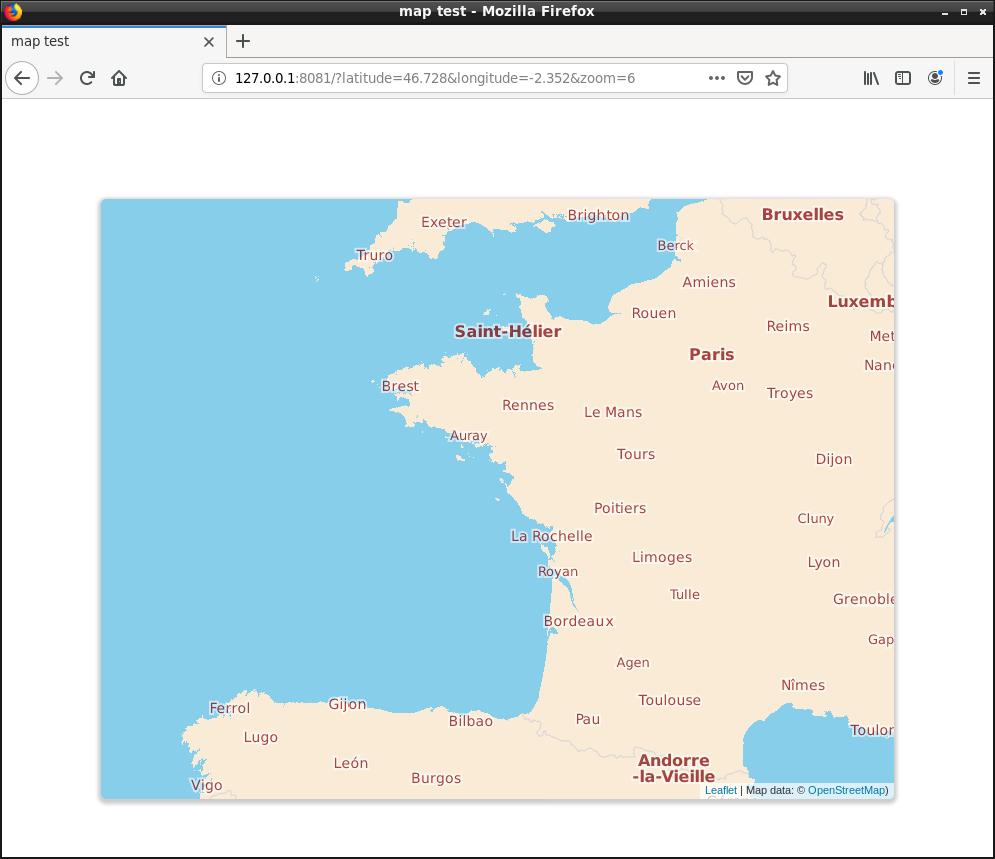 map test - Mozilla Firefox
map test
127.0.0.1:8081/?latitude=46.728&longitude=-2.352&zoom=6
Bruxelles
Exeter
Brighton
Truro
Berck
Amiens
Luxemb
Rouen
Reims
Saint-Hélier
Met
Paris
Nanc
Brest
Avon
Troyes
Rennes
Le Mans
Auray
Tours
Dijon
Poitiers
Cluny
La Rochelle
Limoges
Lyon
Royan
Tulle
Grenoble
Bordeaux
Gap
Agen
Nîmes
Toulouse
Ferrol
Gijon
Bilbao
Pau
Toulon
Lugo
León
Andorre
-la-Vieille
Burgos
Vigo
Leaflet | Map data: © OpenStreetMap)